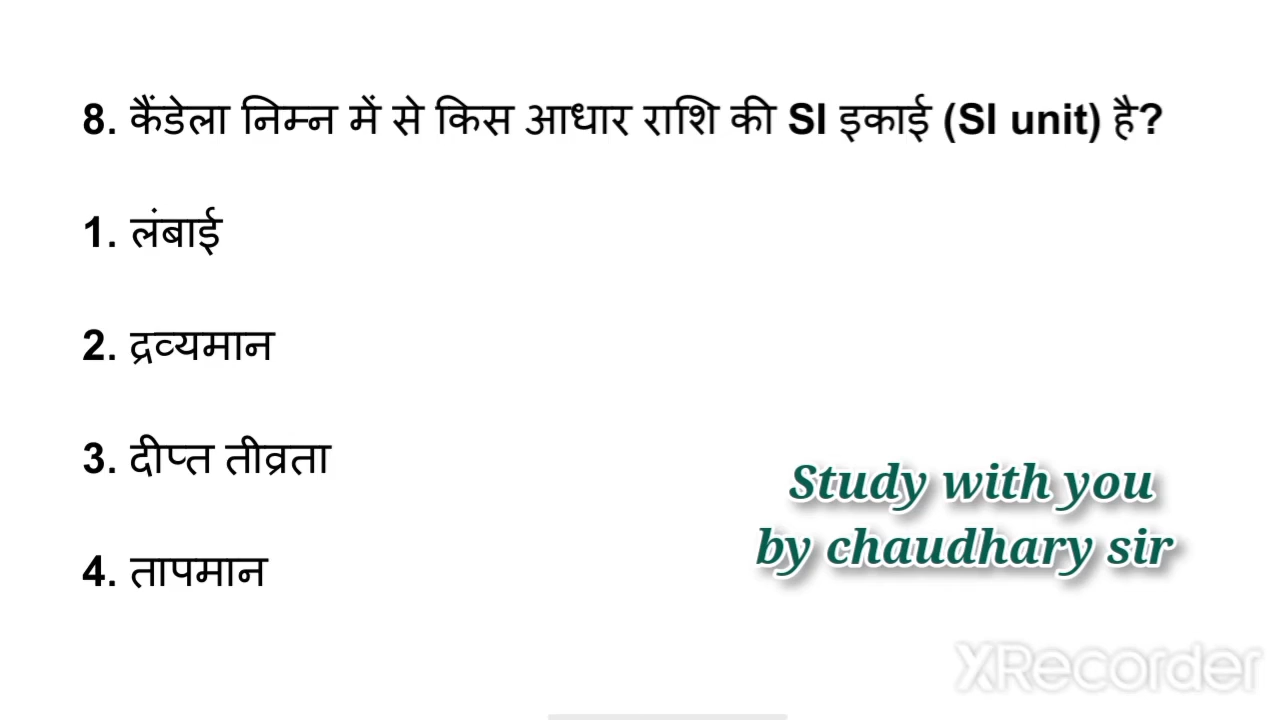 8. कैंडेला निम्न में से किस आधार राशि की SI इकाई (SI unit) है?
1. लंबाई
2. द्रव्यमान
3. दीप्त तीव्रता
4. तापमान
Study with you
by chaudhary sir
XRecorder